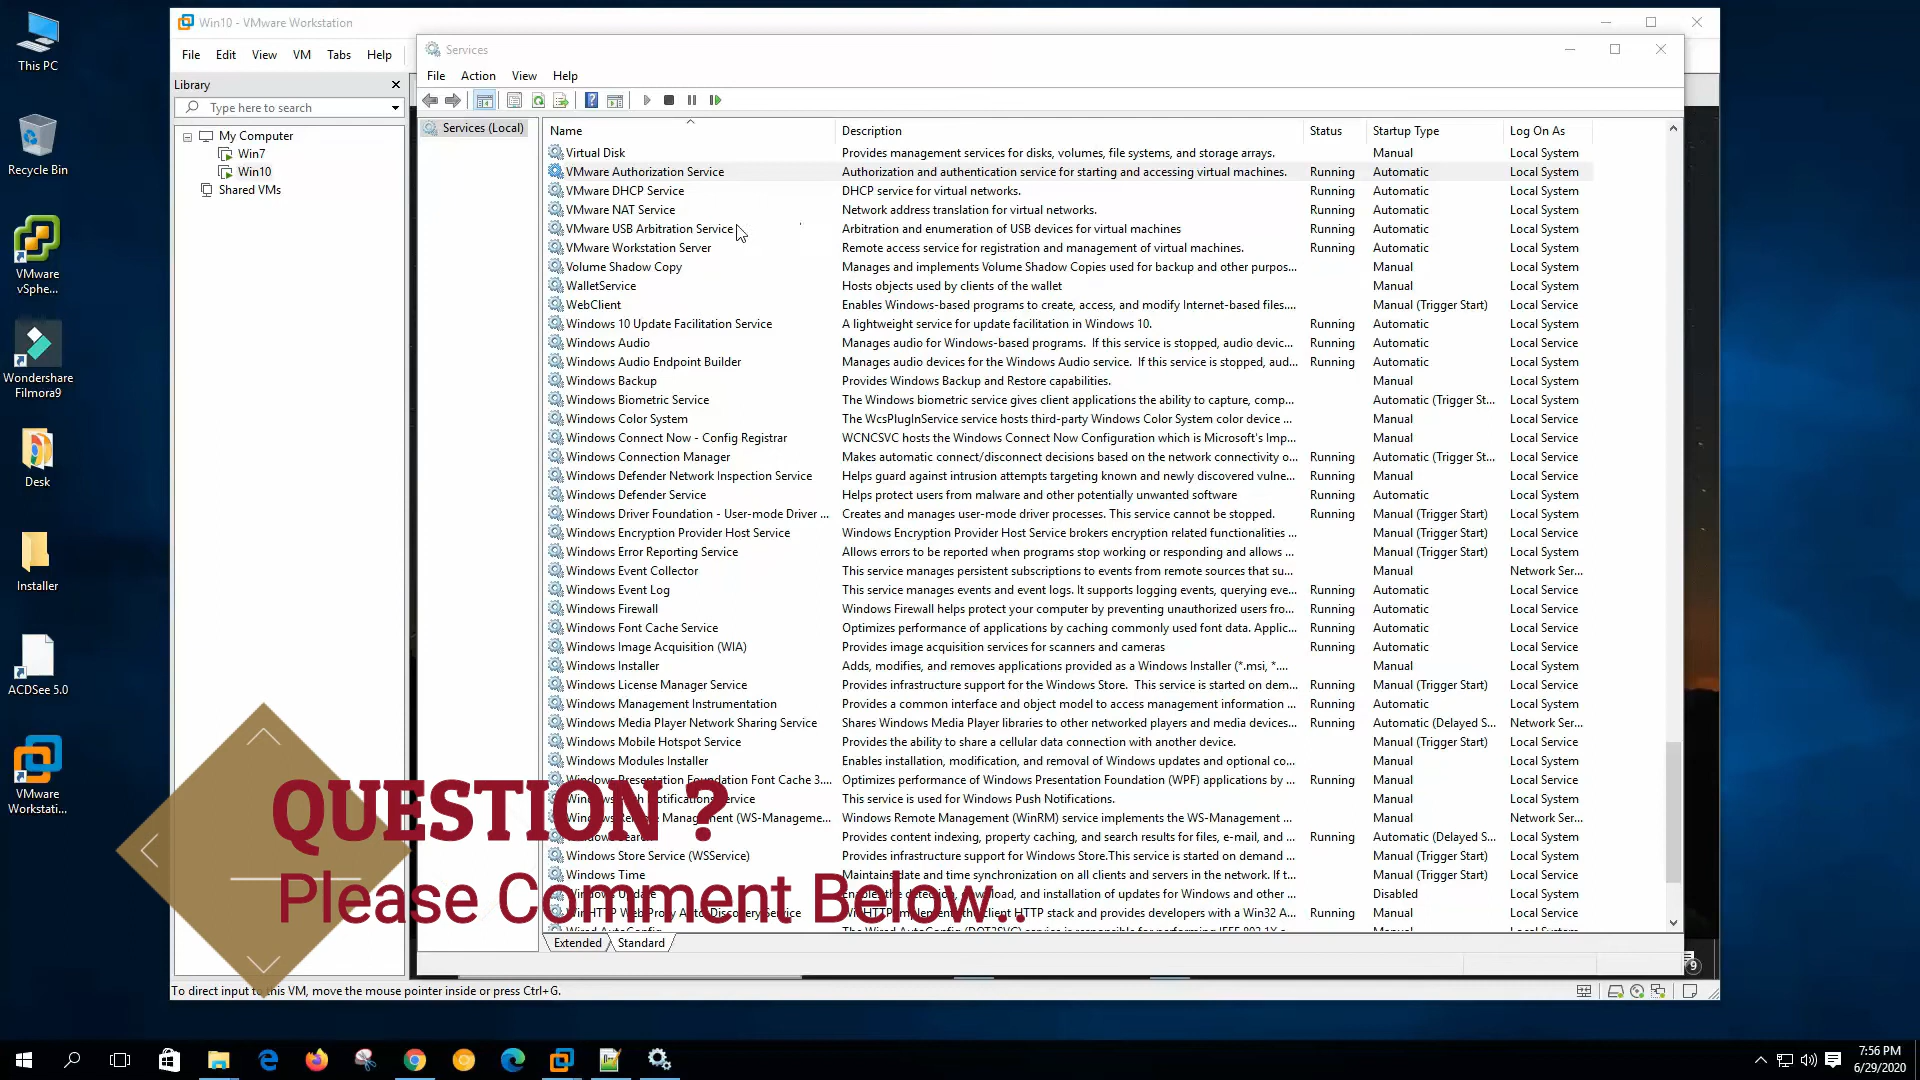 Win10 - VMware Workstation
File Edit View VM Tabs Help
Library
Type here to search
My Computer
Win7
Win10
Shared VMs
Services
File Action View Help
Services (Local)
Name Description Status Startup Type Log On As
Virtual Disk Provides management services for disks, volumes, file systems, and storage arrays. Manual Local System
VMware Authorization Service Authorization and authentication service for starting and accessing virtual machines. Running Automatic Local System
VMware DHCP Service DHCP service for virtual networks. Running Automatic Local System
VMware NAT Service Network address translation for virtual networks. Running Automatic Local System
VMware USB Arbitration Service Arbitration and enumeration of USB devices for virtual machines Running Automatic Local System
VMware Workstation Server Remote access service for registration and management of virtual machines. Running Automatic Local System
Volume Shadow Copy Manages and implements Volume Shadow Copies used for backup and other purpos... Manual Local System
WalletService Hosts objects used by clients of the wallet Manual Local System
WebClient Enables Windows-based programs to create, access, and modify Internet-based files.... Manual (Trigger Start) Local Service
Windows 10 Update Facilitation Service A lightweight service for update facilitation in Windows 10. Running Automatic Local System
Windows Audio Manages audio for Windows-based programs. If this service is stopped, audio devic... Running Automatic Local Service
Windows Audio Endpoint Builder Manages audio devices for the Windows Audio service. If this service is stopped, aud... Running Automatic Local System
Windows Backup Provides Windows Backup and Restore capabilities. Manual Local System
Windows Biometric Service The Windows biometric service gives client applications the ability to capture, comp... Automatic (Trigger St... Local System
Windows Color System The WcsPlugInService service hosts third-party Windows Color System color device ... Manual Local Service
Windows Connect Now - Config Registrar WCNCSVC hosts the Windows Connect Now Configuration which is Microsoft's Imp... Manual Local Service
Windows Connection Manager Makes automatic connect/disconnect decisions based on the network connectivity o... Running Automatic (Trigger St... Local Service
Windows Defender Network Inspection Service Helps guard against intrusion attempts targeting known and newly discovered vulne... Running Manual Local Service
Windows Defender Service Helps protect users from malware and other potentially unwanted software Running Automatic Local System
Windows Driver Foundation - User-mode Driver ... Creates and manages user-mode driver processes. This service cannot be stopped. Running Manual (Trigger Start) Local System
Windows Encryption Provider Host Service Windows Encryption Provider Host Service brokers encryption related functionalities ... Manual (Trigger Start) Local Service
Windows Error Reporting Service Allows errors to be reported when programs stop working or responding and allows ... Manual (Trigger Start) Local System
Windows Event Collector This service manages persistent subscriptions to events from remote sources that su... Manual Network Ser...
Windows Event Log This service manages events and event logs. It supports logging events, querying eve... Running Automatic Local Service
Windows Firewall Windows Firewall helps protect your computer by preventing unauthorized users fro... Running Automatic Local Service
Windows Font Cache Service Optimizes performance of applications by caching commonly used font data. Applic... Running Automatic Local Service
Windows Image Acquisition (WIA) Provides image acquisition services for scanners and cameras Running Automatic Local Service
Windows Installer Adds, modifies, and removes applications provided as a Windows Installer (*.msi, *.... Manual Local System
Windows License Manager Service Provides infrastructure support for the Windows Store. This service is started on dem... Running Manual (Trigger Start) Local Service
Windows Management Instrumentation Provides a common interface and object model to access management information ... Running Automatic Local System
Windows Media Player Network Sharing Service Shares Windows Media Player libraries to other networked players and media devices... Running Automatic (Delayed S... Network Ser...
Windows Mobile Hotspot Service Provides the ability to share a cellular data connection with another device. Manual (Trigger Start) Local Service
Windows Modules Installer Enables installation, modification, and removal of Windows updates and optional co... Manual Local System
Windows Presentation Foundation Font Cache 3.... Optimizes performance of Windows Presentation Foundation (WPF) applications by ... Running Manual Local Service
This service is used for Windows Push Notifications. Manual Local System
(WS-Manageme... Windows Remote Management (WinRM) service implements the WS-Management ... Manual Network Ser...
Provides content indexing, property caching, and search results for files, e-mail, and ... Running Automatic (Delayed S... Local System
Windows Store Service (WSService) Provides infrastructure support for Windows Store.This service is started on demand ... Manual (Trigger Start) Local System
Windows Time Maintains date and time synchronization on all clients and servers in the network. If t... Manual (Trigger Start) Local Service
and installation of updates for Windows and other ... Disabled Local System
HTTP stack and provides developers with a Win32 A... Running Manual Local Service
Extended Standard
QUESTION ?
Please Comment Below..
To direct input to this VM, move the mouse pointer inside or press Ctrl+G.
9
This PC
Recycle Bin
VMware
vSphe...
Wondershare
Filmora9
Desk
Installer
ACDSee 5.0
VMware
Workstati...
7:56 PM
6/29/2020